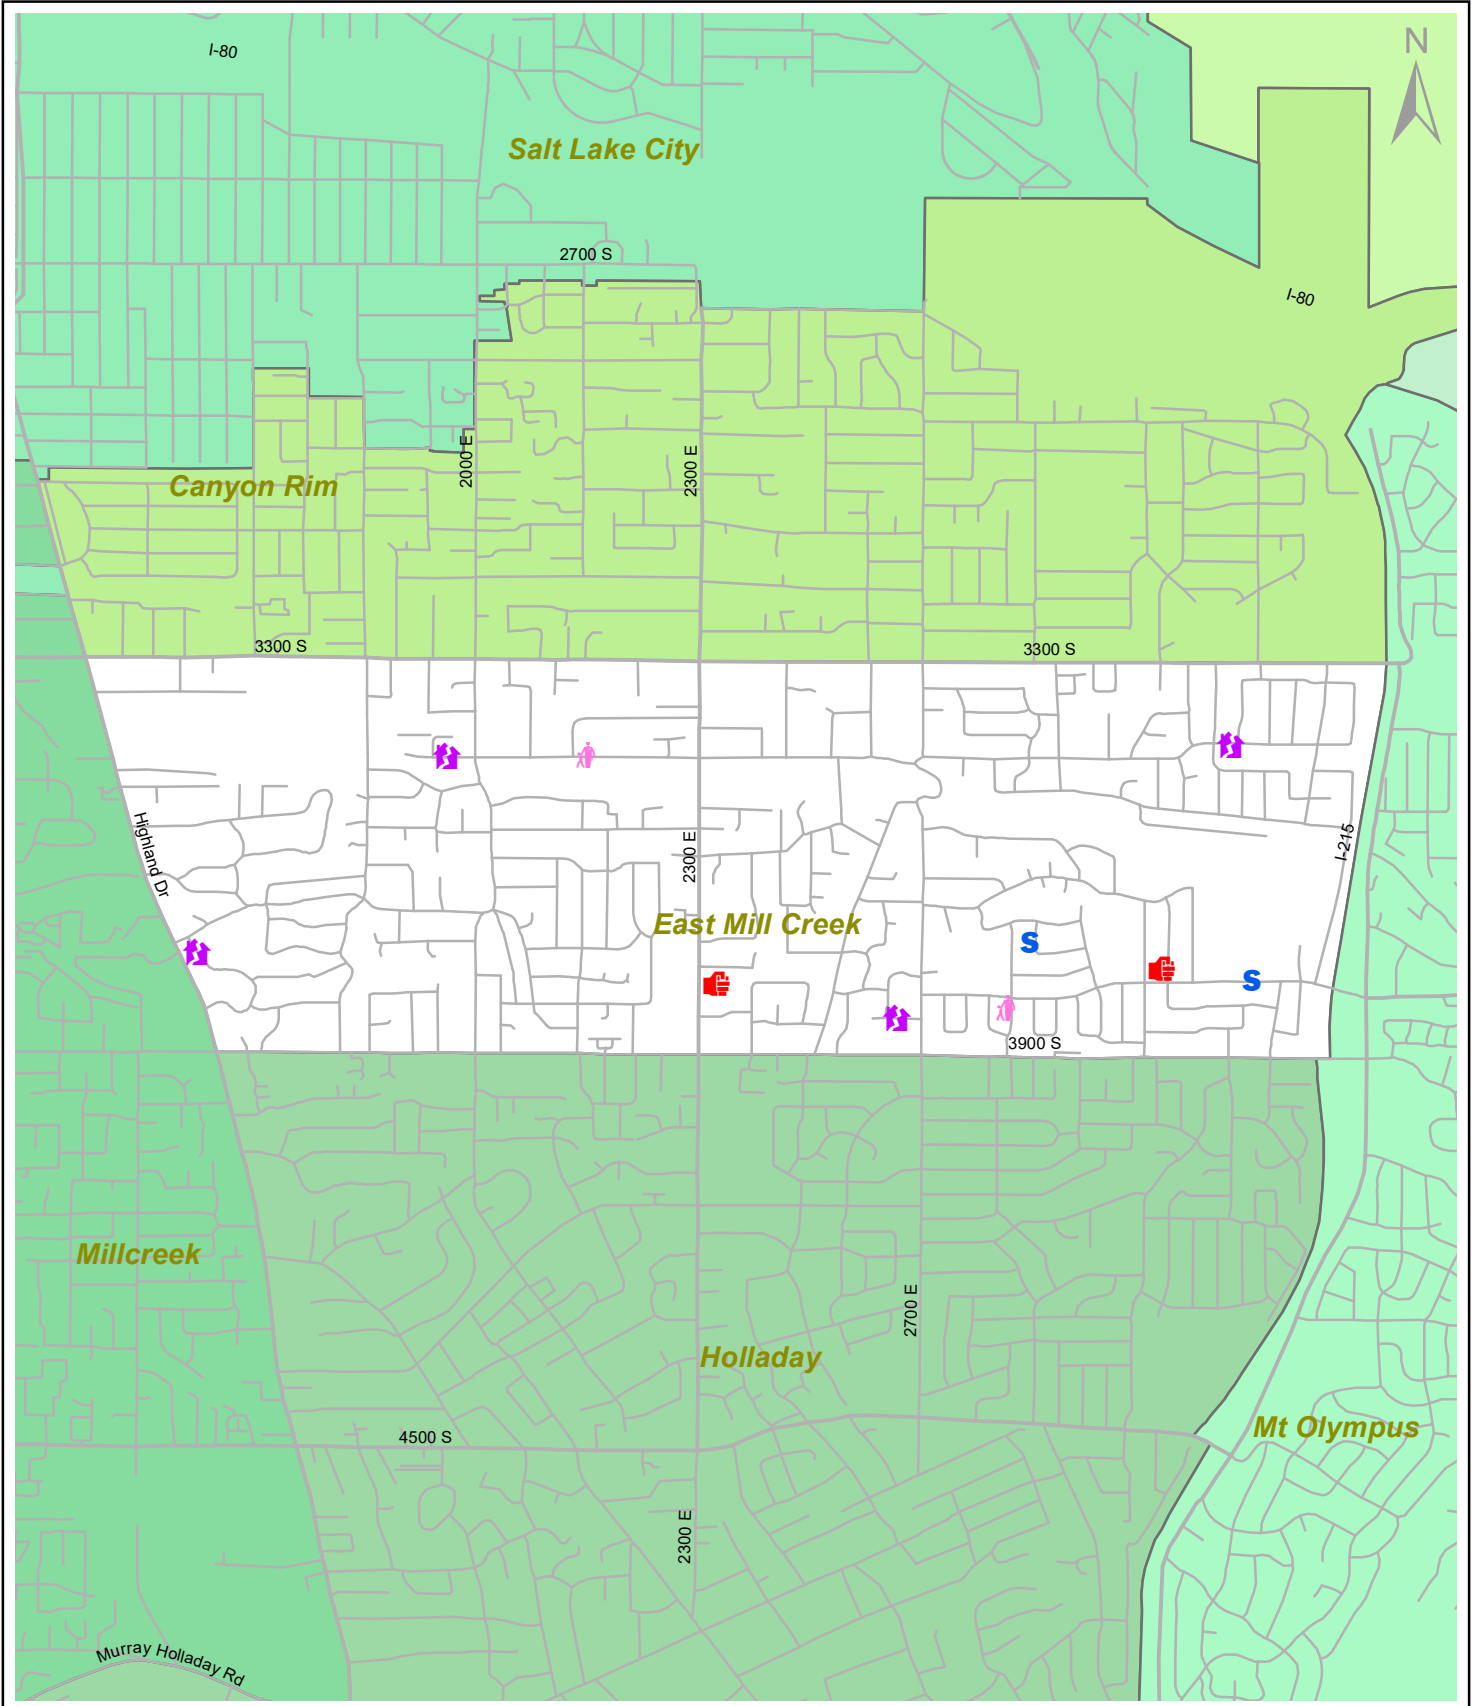 I-80
N
Salt Lake City
2700 S
I-80
2000 E
2300 E
Canyon Rim
3300 S
3300 S
Highland Dr
2300 E
I-215
East Mill Creek
S
S
3900 S
Millcreek
2700 E
Holladay
Mt Olympus
4500 S
2300 E
Murray Holladay Rd